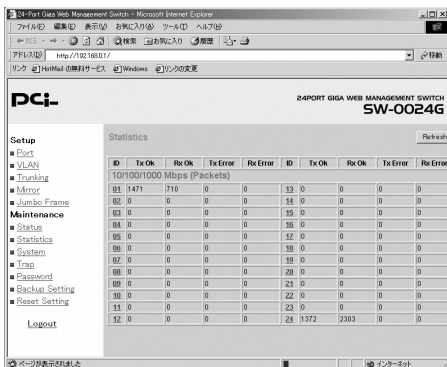 24-Port Giga Web Management Switch - Microsoft Internet Explorer
ファイル(F) 編集(E) 表示(V) お気に入り(A) ツール(T) ヘルプ(H)
戻る 検索 お気に入り 履歴
アドレス(D) http://192.168.0.1/ 移動
リンク HotMail の無料サービス Windows リンクの変更
PCi
24PORT GIGA WEB MANAGEMENT SWITCH
SW-0024G
Setup
Port
VLAN
Trunking
Mirror
Jumbo Frame
Maintenance
Status
Statistics
System
Trap
Password
Backup Setting
Reset Setting
Logout
Statistics Refresh
ID Tx Ok Rx Ok Tx Error Rx Error ID Tx Ok Rx Ok Tx Error Rx Error
10/100/1000 Mbps (Packets)
01 1471 710 0 0 13 0 0 0 0
02 0 0 0 0 14 0 0 0 0
03 0 0 0 0 15 0 0 0 0
04 0 0 0 0 16 0 0 0 0
05 0 0 0 0 17 0 0 0 0
06 0 0 0 0 18 0 0 0 0
07 0 0 0 0 19 0 0 0 0
08 0 0 0 0 20 0 0 0 0
09 0 0 0 0 21 0 0 0 0
10 0 0 0 0 22 0 0 0 0
11 0 0 0 0 23 0 0 0 0
12 0 0 0 0 24 1372 2303 0 0
ページが表示されました インターネット